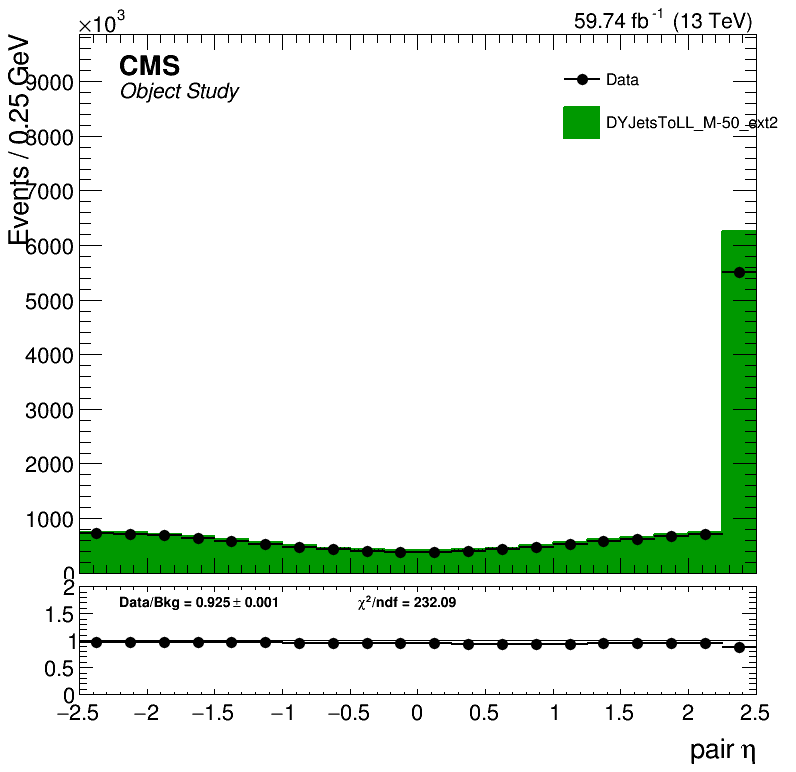 ×10³
59.74 fb⁻¹ (13 TeV)
CMS
Object Study
Data
DYJetsToLL_M-50_ext2
Events / 0.25 GeV
9000
8000
7000
6000
5000
4000
3000
2000
1000
0
Data/Bkg = 0.925 ± 0.001
χ²/ndf = 232.09
2
1.5
1
0.5
0
−2.5 −2 −1.5 −1 −0.5 0 0.5 1 1.5 2 2.5
pair η